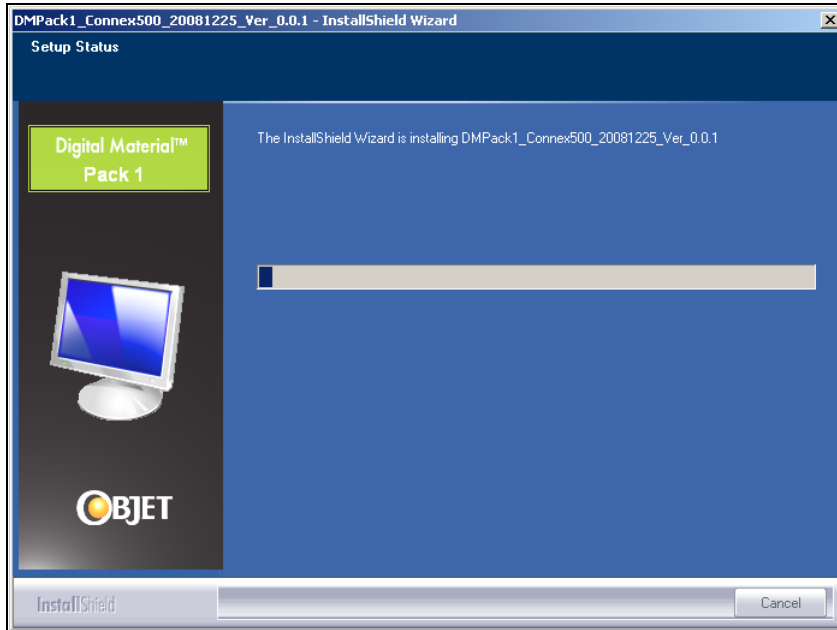 DMPack1_Connex500_20081225_Ver_0.0.1 - InstallShield Wizard
Setup Status
Digital Material™
Pack 1
The InstallShield Wizard is installing DMPack1_Connex500_20081225_Ver_0.0.1
OBJET
InstallShield
Cancel